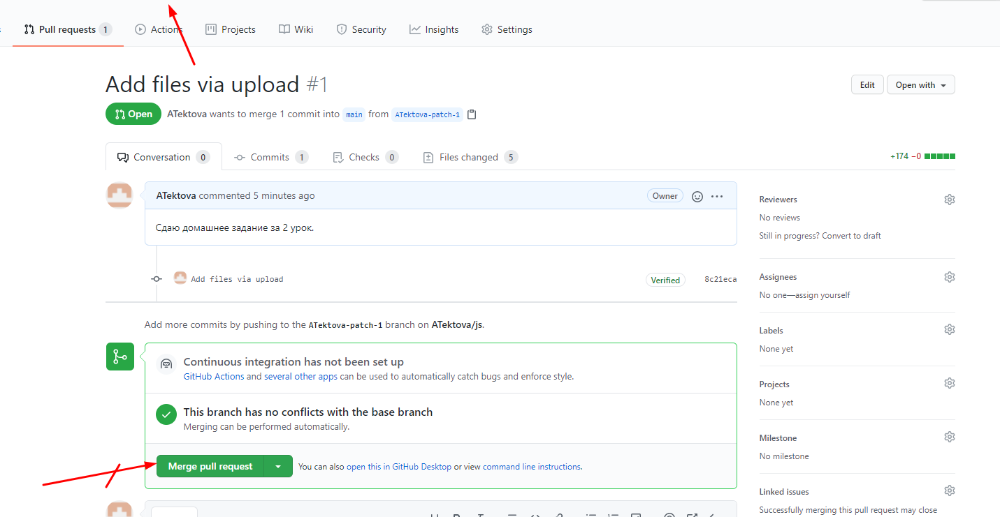 Pull requests 1 Actions Projects Wiki Security Insights Settings
Add files via upload #1
Edit Open with
Open ATektova wants to merge 1 commit into main from ATektova-patch-1
Conversation 0 Commits 1 Checks 0 Files changed 5
+174 −0
ATektova commented 5 minutes ago Owner
Сдаю домашнее задание за 2 урок.
Add files via upload Verified 8c21eca
Add more commits by pushing to the ATektova-patch-1 branch on ATektova/js.
Continuous integration has not been set up
GitHub Actions and several other apps can be used to automatically catch bugs and enforce style.
This branch has no conflicts with the base branch
Merging can be performed automatically.
Merge pull request You can also open this in GitHub Desktop or view command line instructions.
Reviewers
No reviews
Still in progress? Convert to draft
Assignees
No one—assign yourself
Labels
None yet
Projects
None yet
Milestone
No milestone
Linked issues
Successfully merging this pull request may close